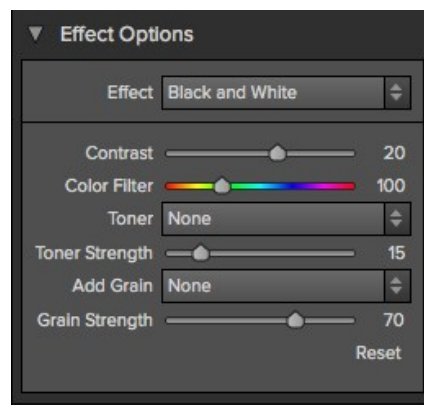 Effect Options
Effect Black and White
Contrast 20
Color Filter 100
Toner None
Toner Strength 15
Add Grain None
Grain Strength 70
Reset